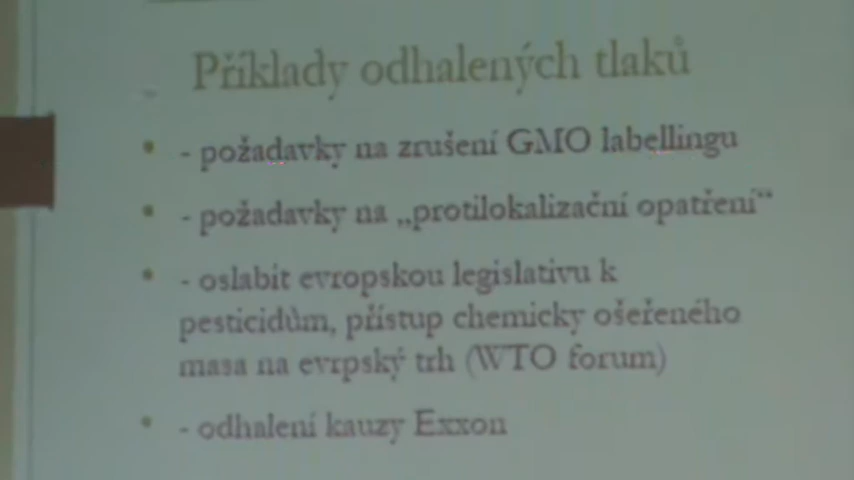 Příklady odhalených tlaků
- požadavky na zrušení GMO labellingu
- požadavky na „protilokalizační opatření“
- oslabit evropskou legislativu k
pesticidům, přístup chemicky ošeřeného
masa na evrpský trh (WTO forum)
- odhalení kauzy Exxon